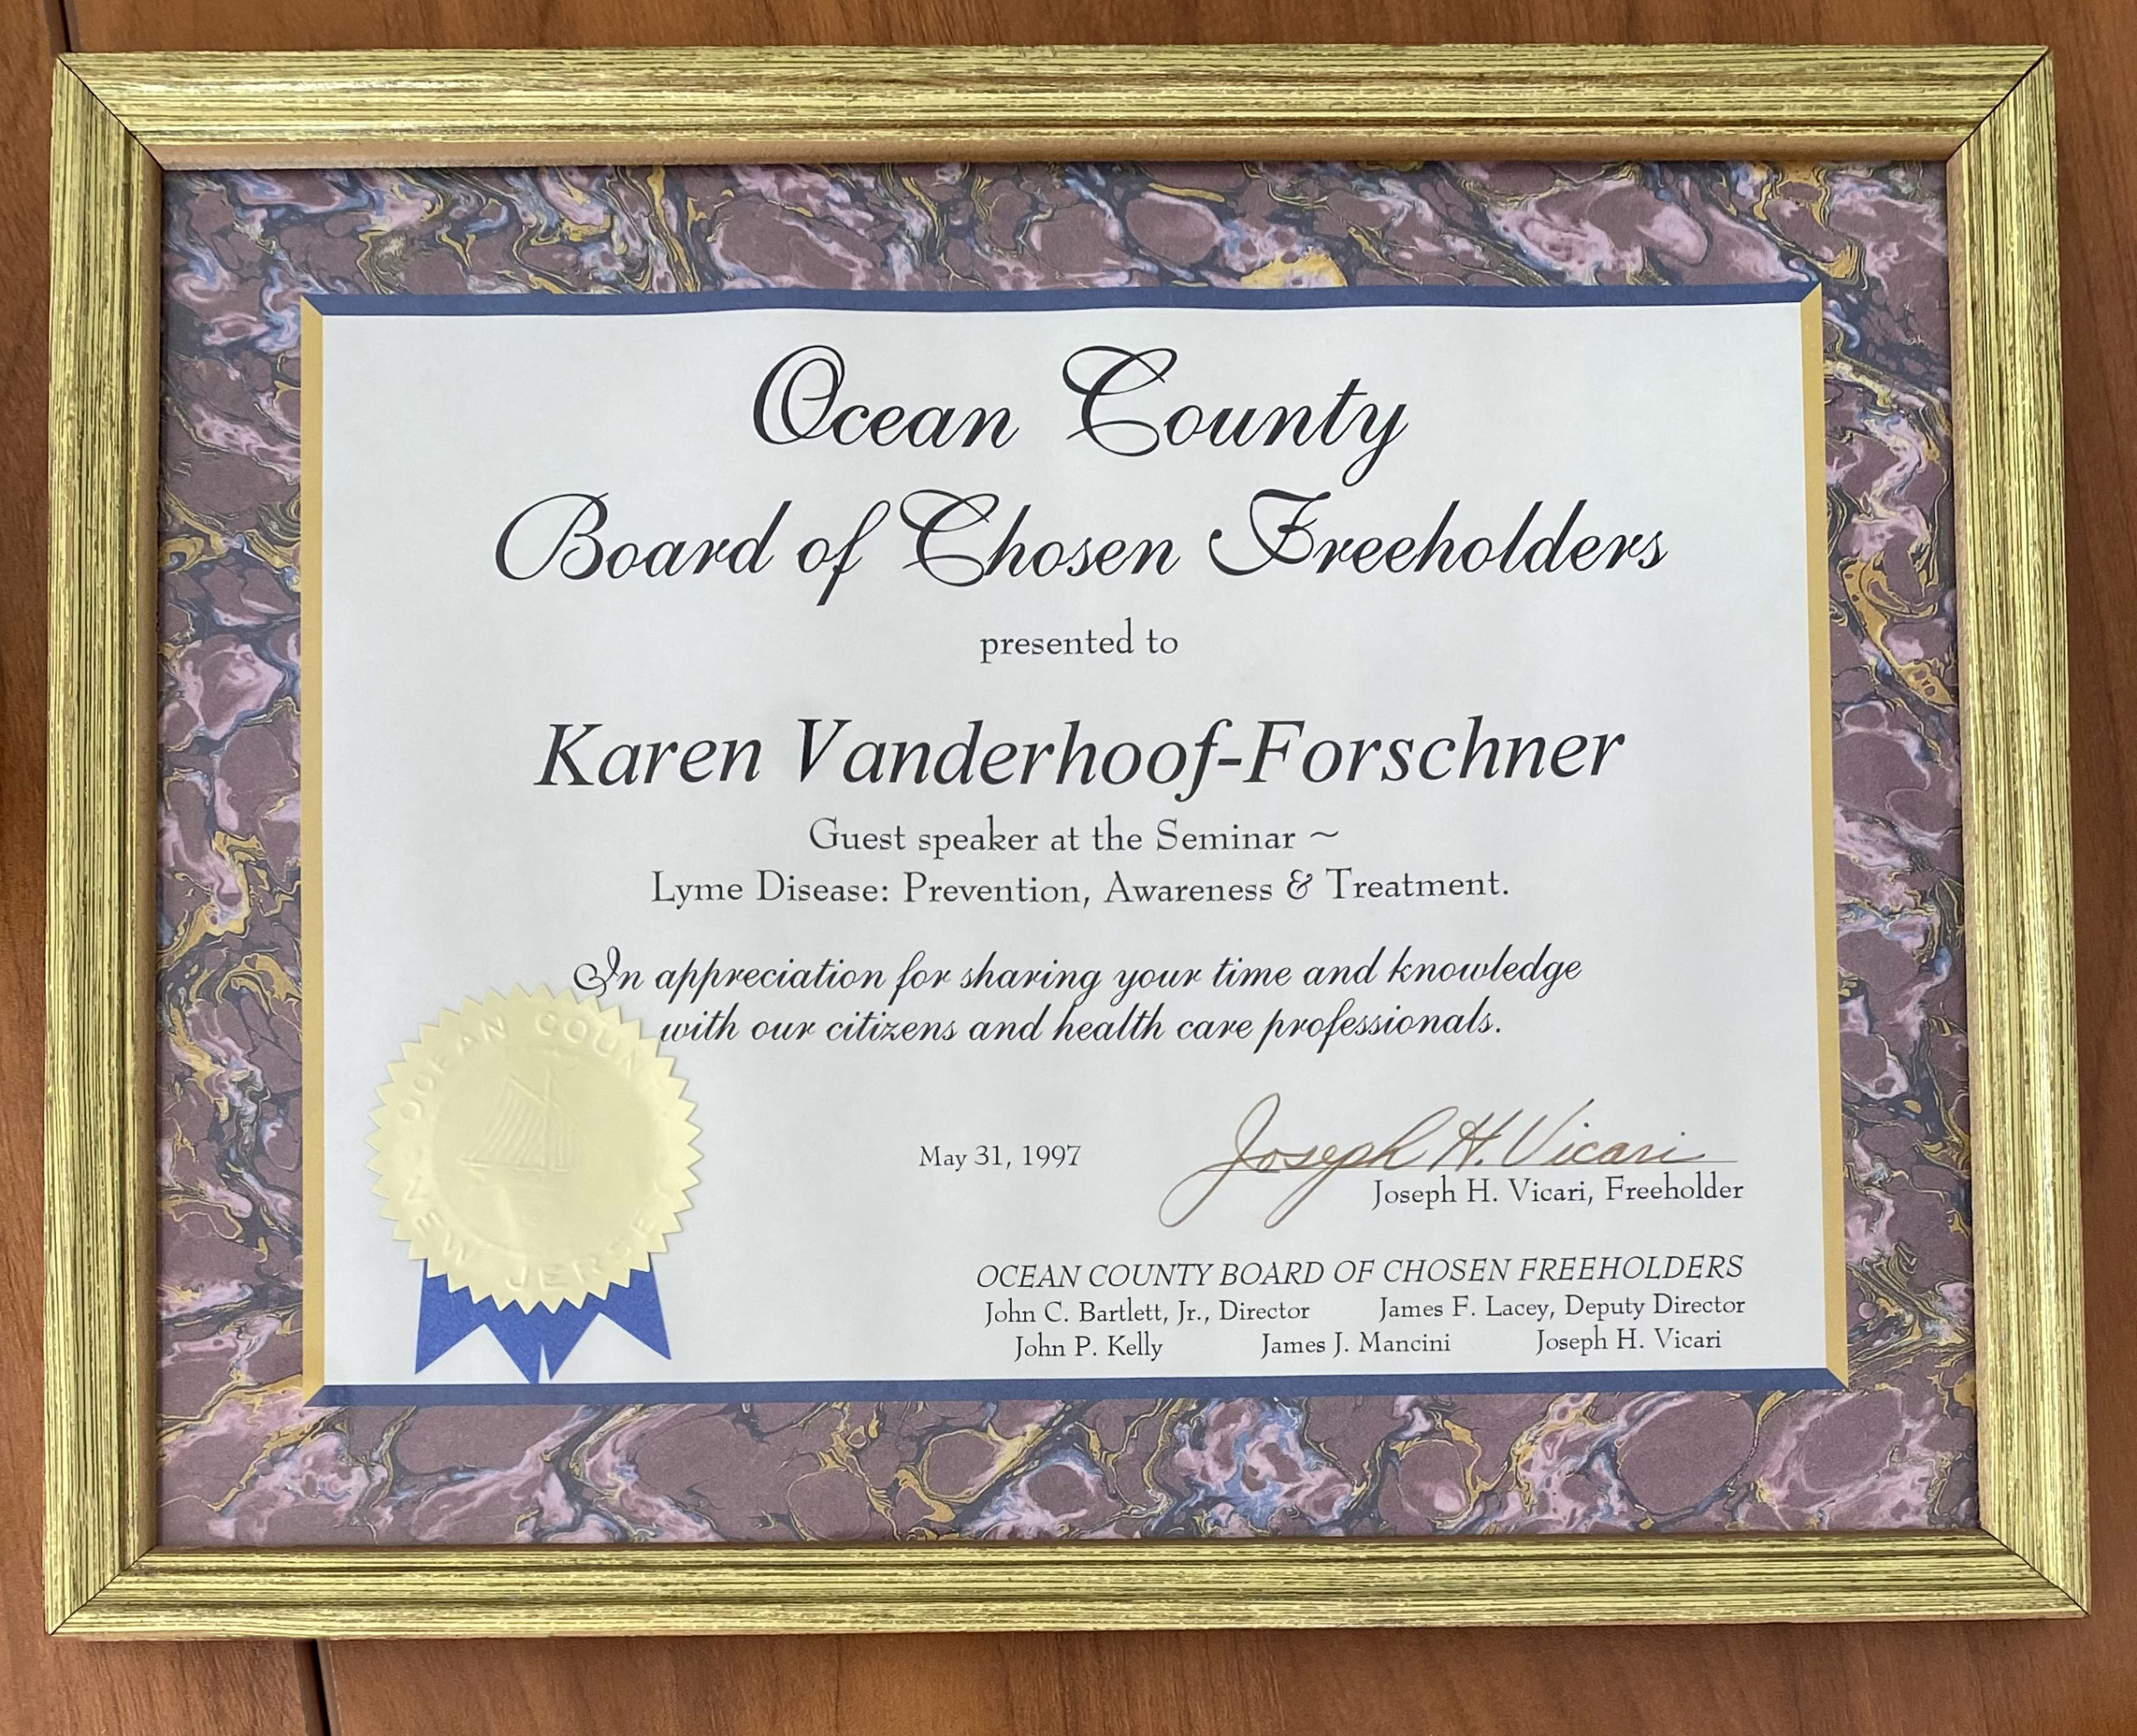 Ocean County
Board of Chosen Freeholders
presented to
Karen Vanderhoof-Forschner
Guest speaker at the Seminar ~
Lyme Disease: Prevention, Awareness & Treatment.
In appreciation for sharing your time and knowledge
with our citizens and health care professionals.
OCEAN COUNTY
NEW JERSEY
May 31, 1997
Joseph H. Vicari
Joseph H. Vicari, Freeholder
OCEAN COUNTY BOARD OF CHOSEN FREEHOLDERS
John C. Bartlett, Jr., Director James F. Lacey, Deputy Director
John P. Kelly James J. Mancini Joseph H. Vicari